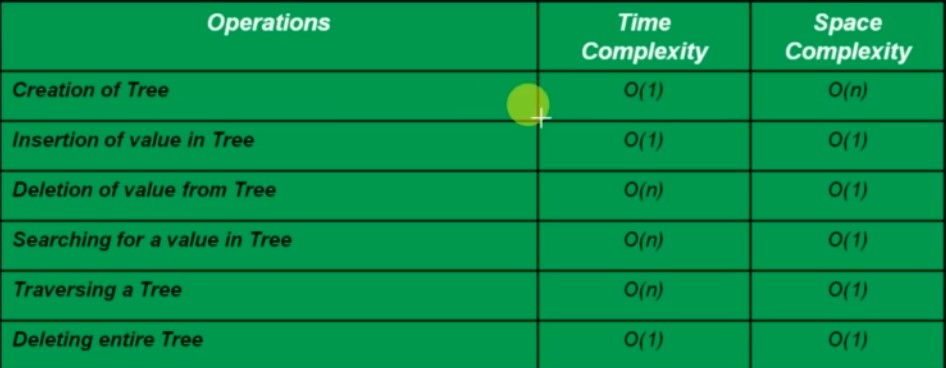 Operations Time Complexity Space Complexity
Creation of Tree O(1) O(n)
Insertion of value in Tree O(1) O(1)
Deletion of value from Tree O(n) O(1)
Searching for a value in Tree O(n) O(1)
Traversing a Tree O(n) O(1)
Deleting entire Tree O(1) O(1)